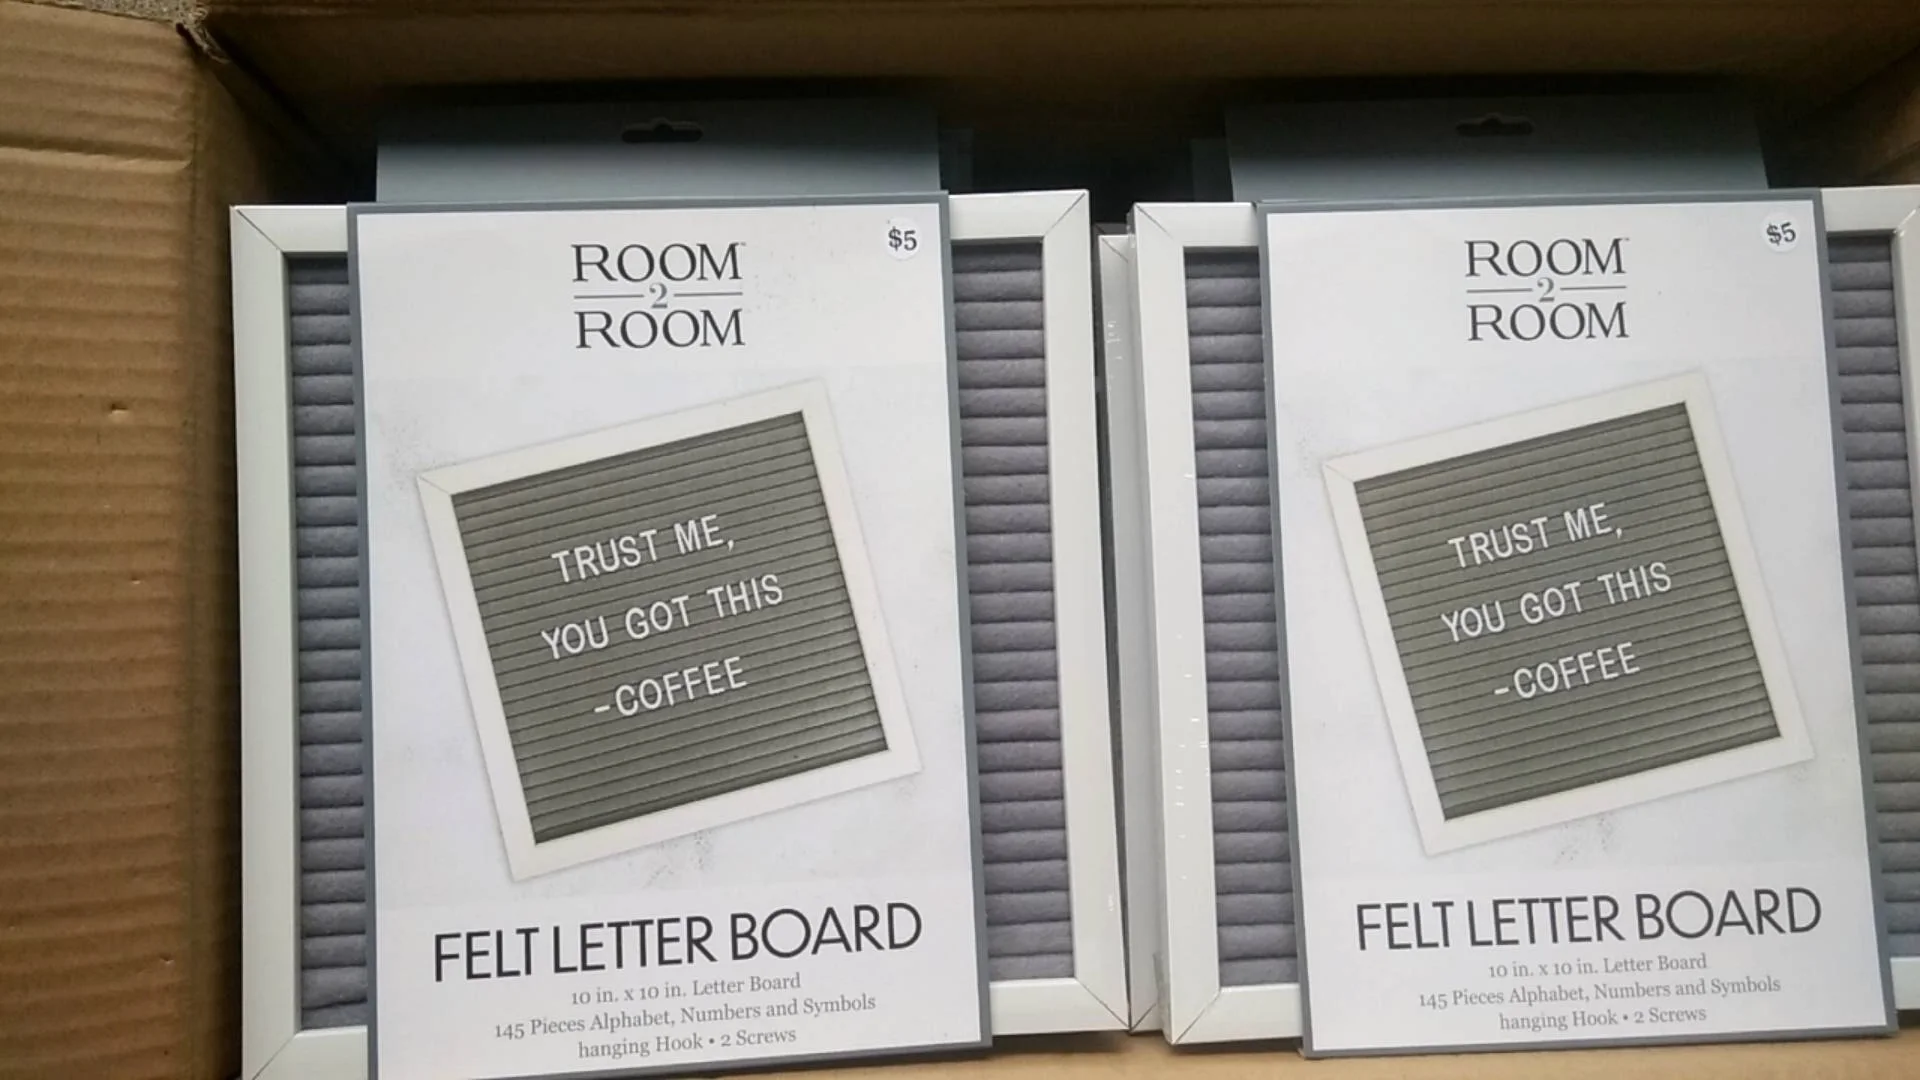 $5
ROOM™
2
ROOM
TRUST ME,
YOU GOT THIS
-COFFEE
FELT LETTER BOARD
10 in. x 10 in. Letter Board
145 Pieces Alphabet, Numbers and Symbols
hanging Hook • 2 Screws
$5
ROOM™
2
ROOM
TRUST ME,
YOU GOT THIS
-COFFEE
FELT LETTER BOARD
10 in. x 10 in. Letter Board
145 Pieces Alphabet, Numbers and Symbols
hanging Hook • 2 Screws